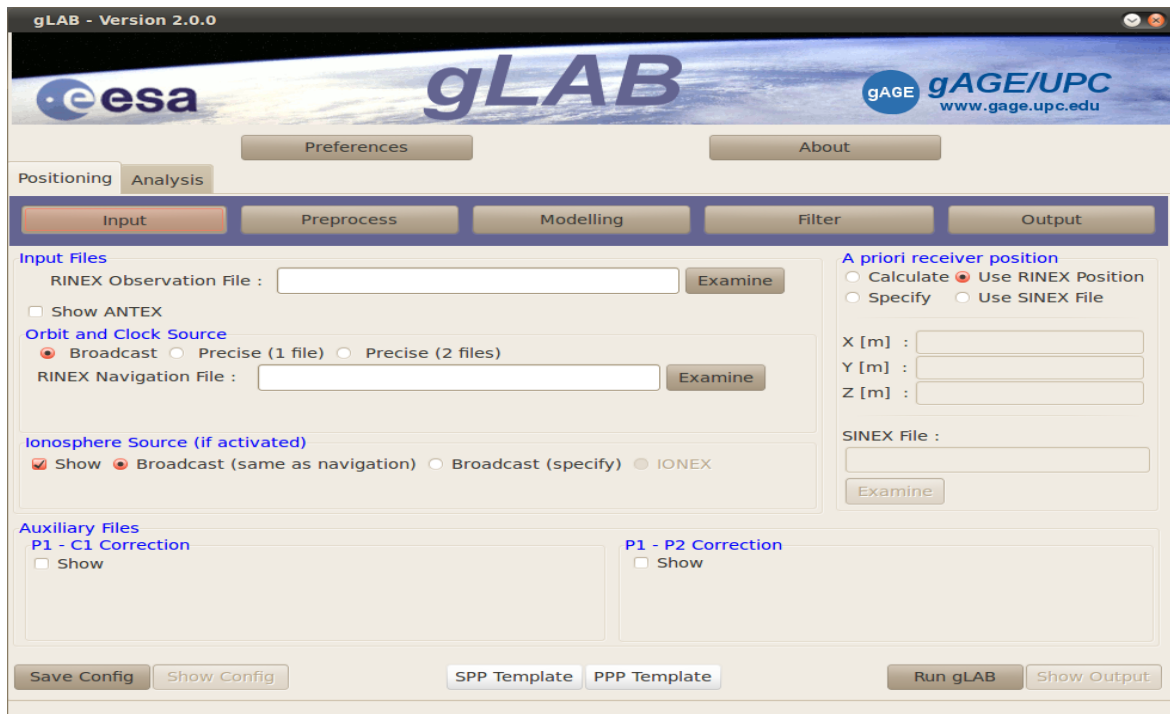 gLAB - Version 2.0.0
esa
gLAB
gAGE
gAGE/UPC
www.gage.upc.edu
Preferences
About
Positioning
Analysis
Input
Preprocess
Modelling
Filter
Output
Input Files
RINEX Observation File :
Examine
Show ANTEX
Orbit and Clock Source
Broadcast
Precise (1 file)
Precise (2 files)
RINEX Navigation File :
Examine
Ionosphere Source (if activated)
Show
Broadcast (same as navigation)
Broadcast (specify)
IONEX
A priori receiver position
Calculate
Use RINEX Position
Specify
Use SINEX File
X [m] :
Y [m] :
Z [m] :
SINEX File :
Examine
Auxiliary Files
P1 - C1 Correction
Show
P1 - P2 Correction
Show
Save Config
Show Config
SPP Template
PPP Template
Run gLAB
Show Output